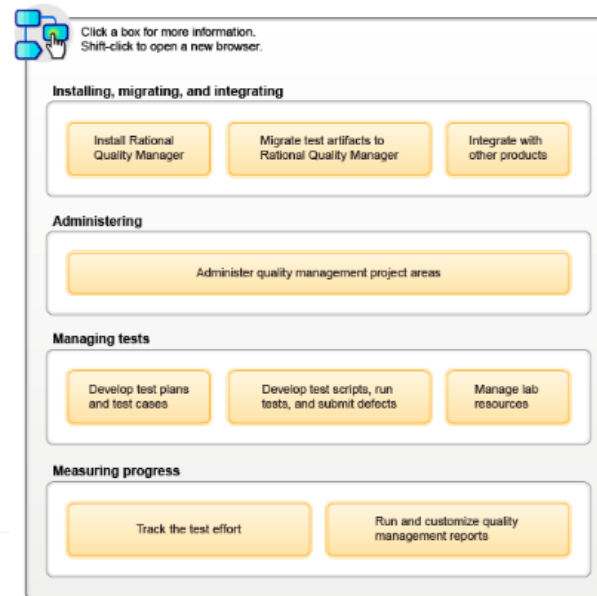 Click a box for more information.
Shift-click to open a new browser.
Installing, migrating, and integrating
Install Rational
Quality Manager
Migrate test artifacts to
Rational Quality Manager
Integrate with
other products
Administering
Administer quality management project areas
Managing tests
Develop test plans
and test cases
Develop test scripts, run
tests, and submit defects
Manage lab
resources
Measuring progress
Track the test effort
Run and customize quality
management reports